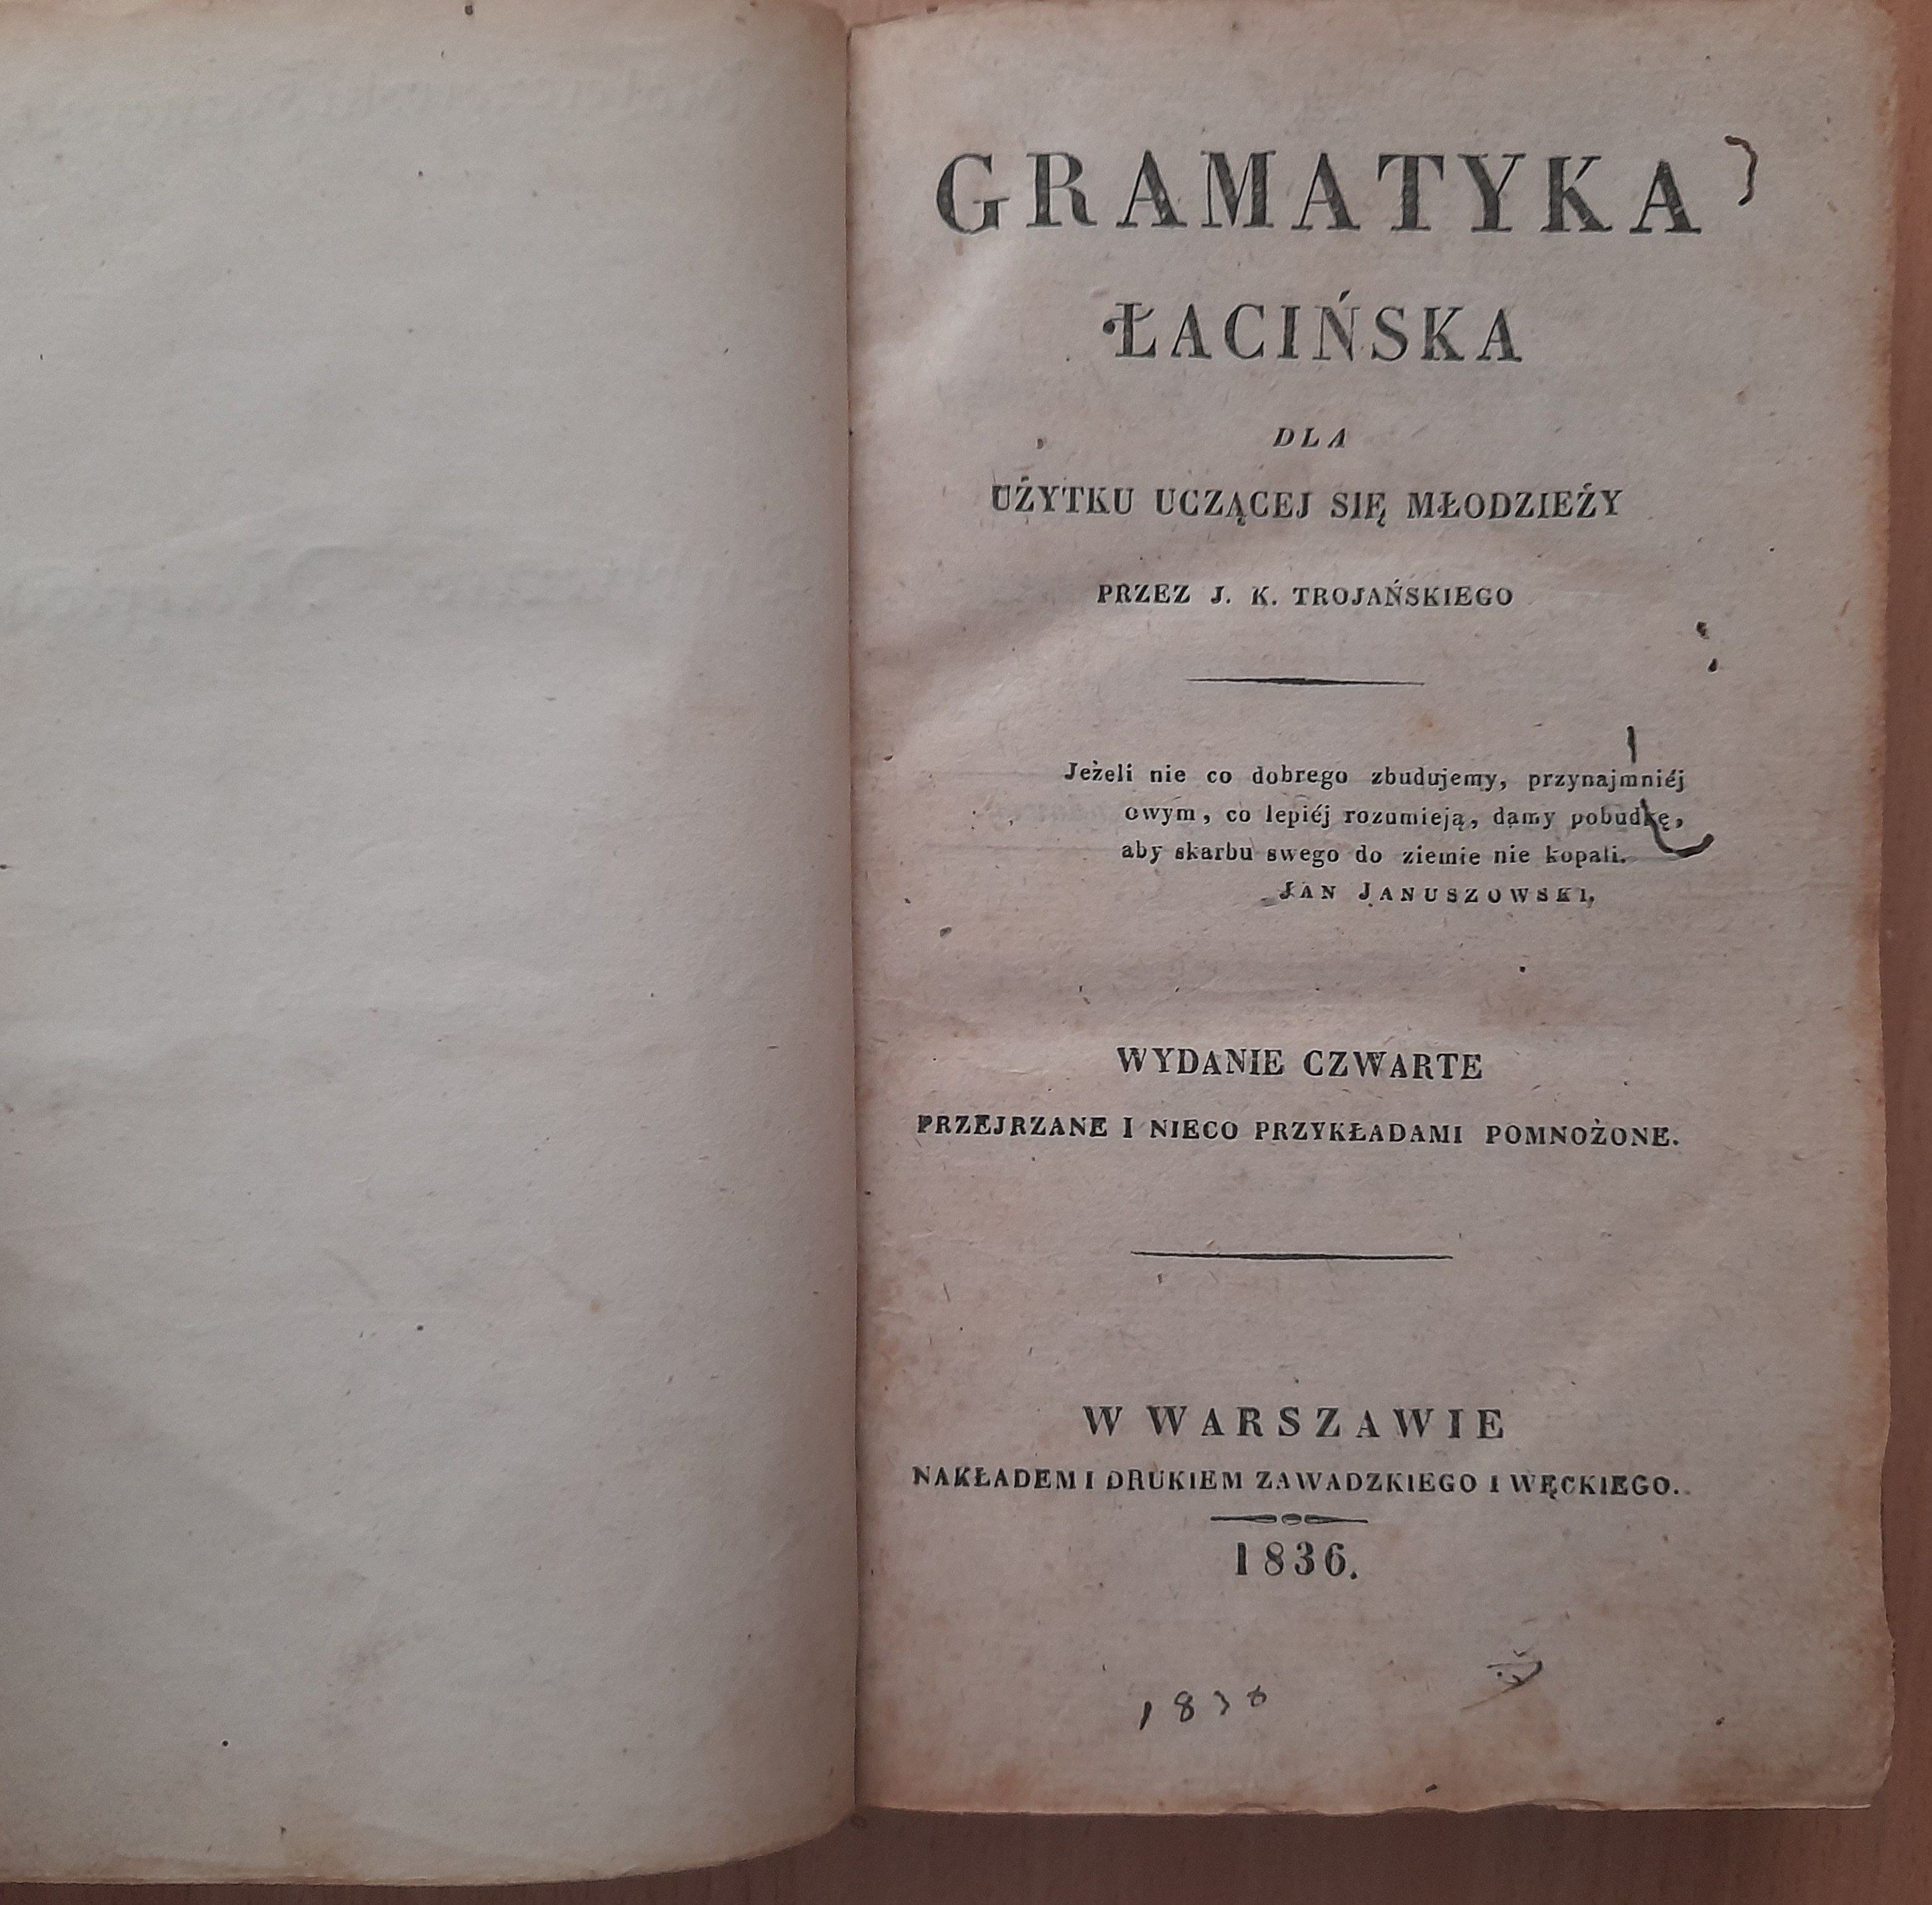 GRAMATYKA
ŁACIŃSKA
DLA
UŻYTKU UCZĄCEJ SIĘ MŁODZIEŻY
PRZEZ J. K. TROJAŃSKIEGO
Jeżeli nie co dobrego zbudujemy, przynajmniéj
owym, co lepiéj rozumieją, damy pobudkę,
aby skarbu swego do ziemie nie kopali.
JAN JANUSZOWSKI,
WYDANIE CZWARTE
PRZEJRZANE I NIECO PRZYKŁADAMI POMNOŻONE.
W WARSZAWIE
NAKŁADEM I DRUKIEM ZAWADZKIEGO I WĘCKIEGO.
1836.
1836